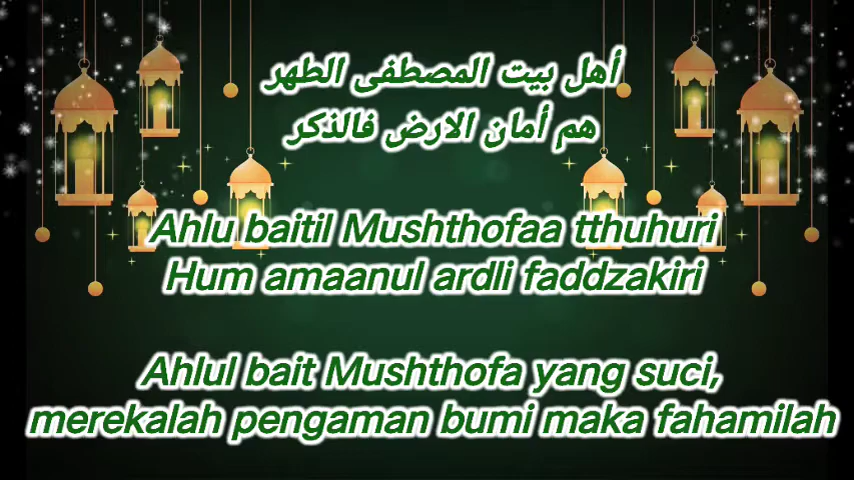 أهل بيت المصطفى الطهر
هم أمان الارض فالذكر
Ahlu baitil Mushthofaa tthuhuri
Hum amaanul ardli faddzakiri
Ahlul bait Mushthofa yang suci,
merekalah pengaman bumi maka fahamilah